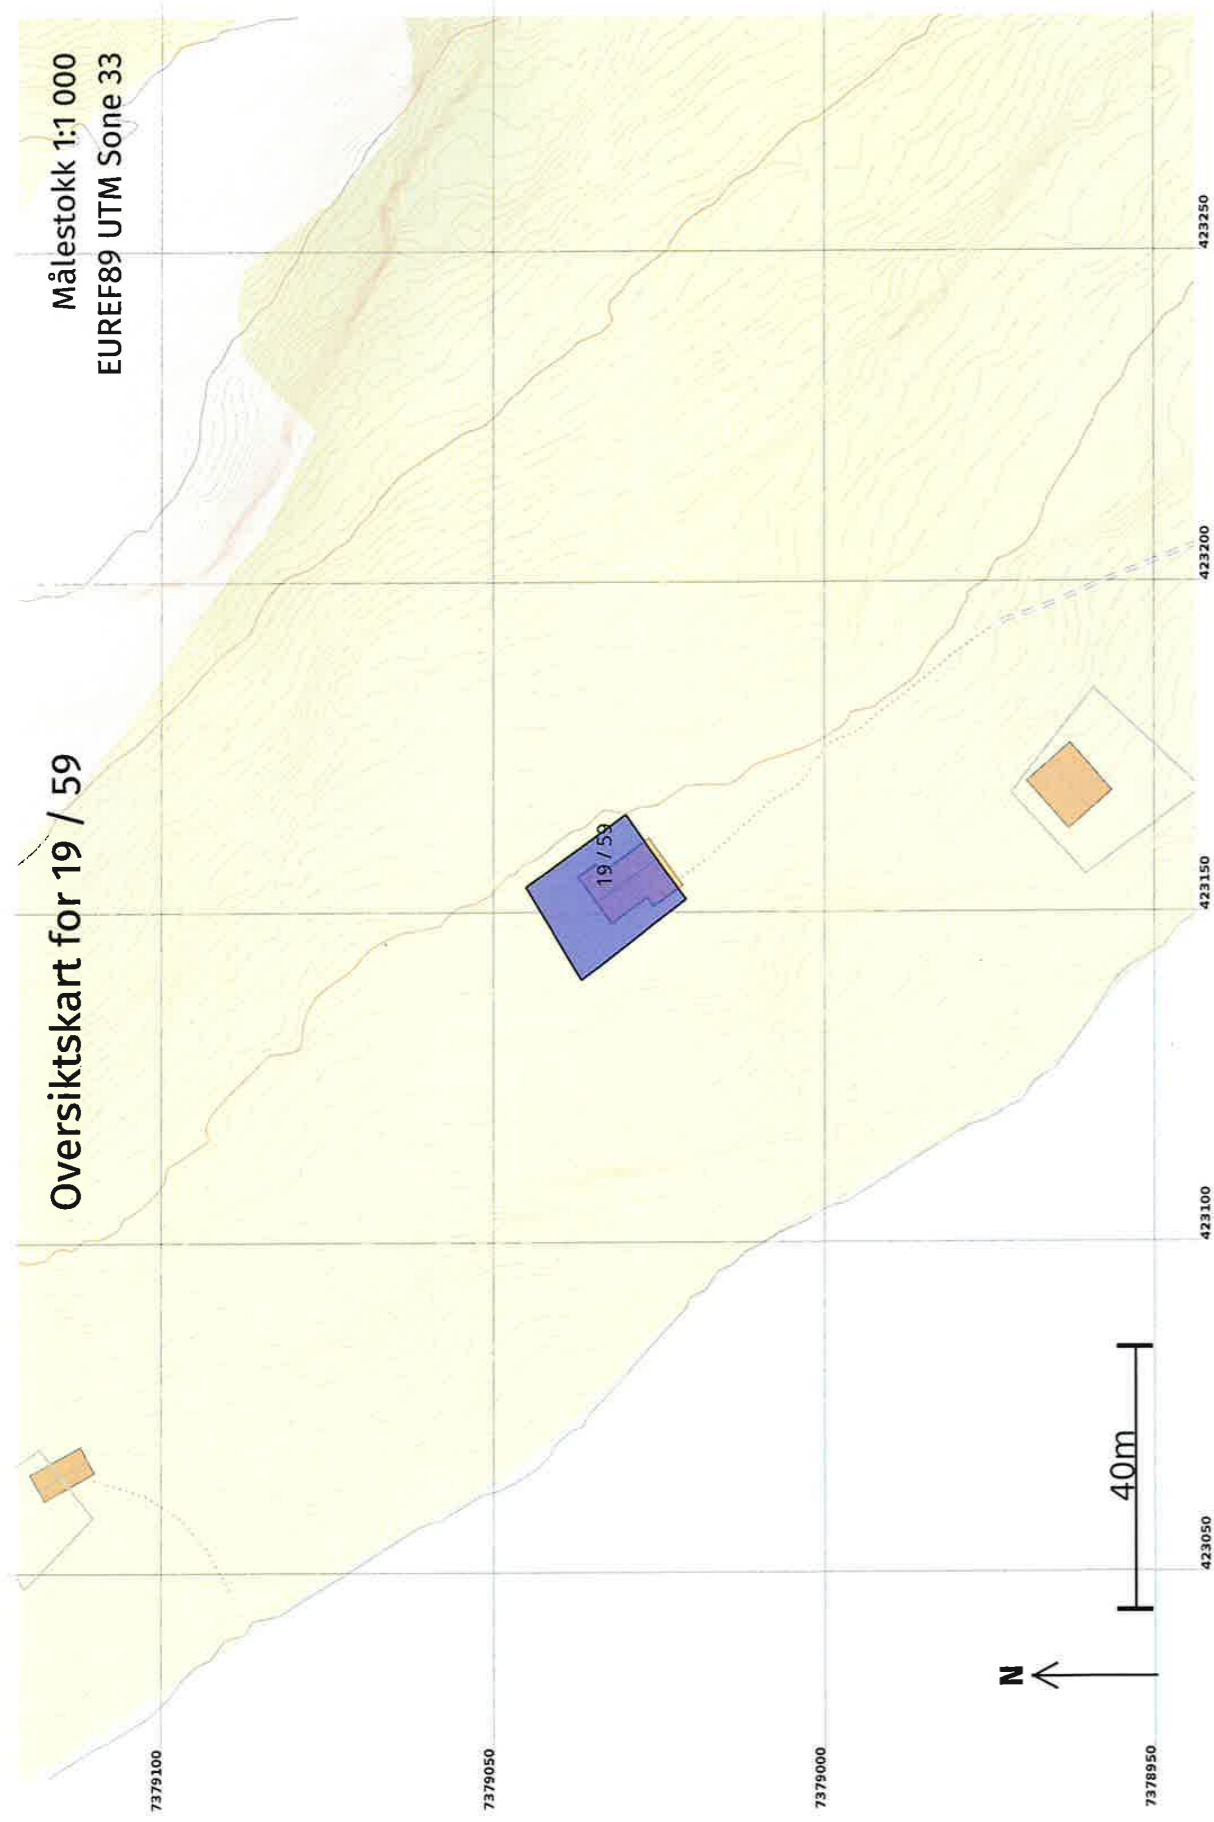 Oversiktskart for 19 / 59
Målestokk 1:1 000
EUREF89 UTM Sone 33
19 / 59
7379100
7379050
7379000
7378950
N
40m
423050
423100
423150
423200
423250